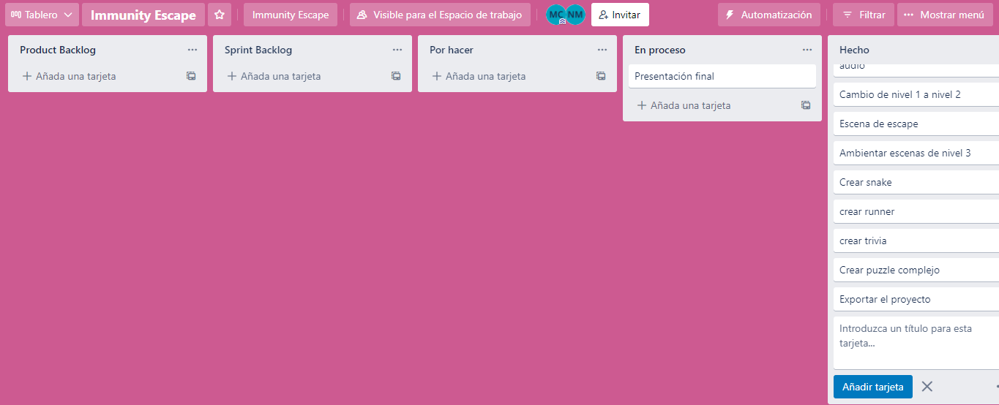 Tablero
Immunity Escape
Immunity Escape
Visible para el Espacio de trabajo
MC
NM
Invitar
Automatización
Filtrar
Mostrar menú
Product Backlog
Añada una tarjeta
Sprint Backlog
Añada una tarjeta
Por hacer
Añada una tarjeta
En proceso
Presentación final
Añada una tarjeta
Hecho
audio
Cambio de nivel 1 a nivel 2
Escena de escape
Ambientar escenas de nivel 3
Crear snake
crear runner
crear trivia
Crear puzzle complejo
Exportar el proyecto
Introduzca un título para esta
tarjeta...
Añadir tarjeta